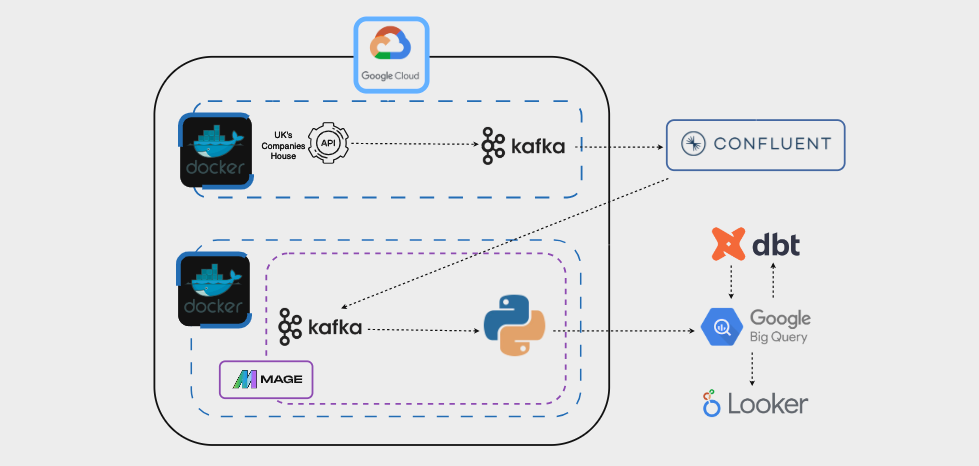 Google Cloud
docker
UK's
Companies
House
API
kafka
CONFLUENT
docker
kafka
MAGE
dbt
Google
Big Query
Looker